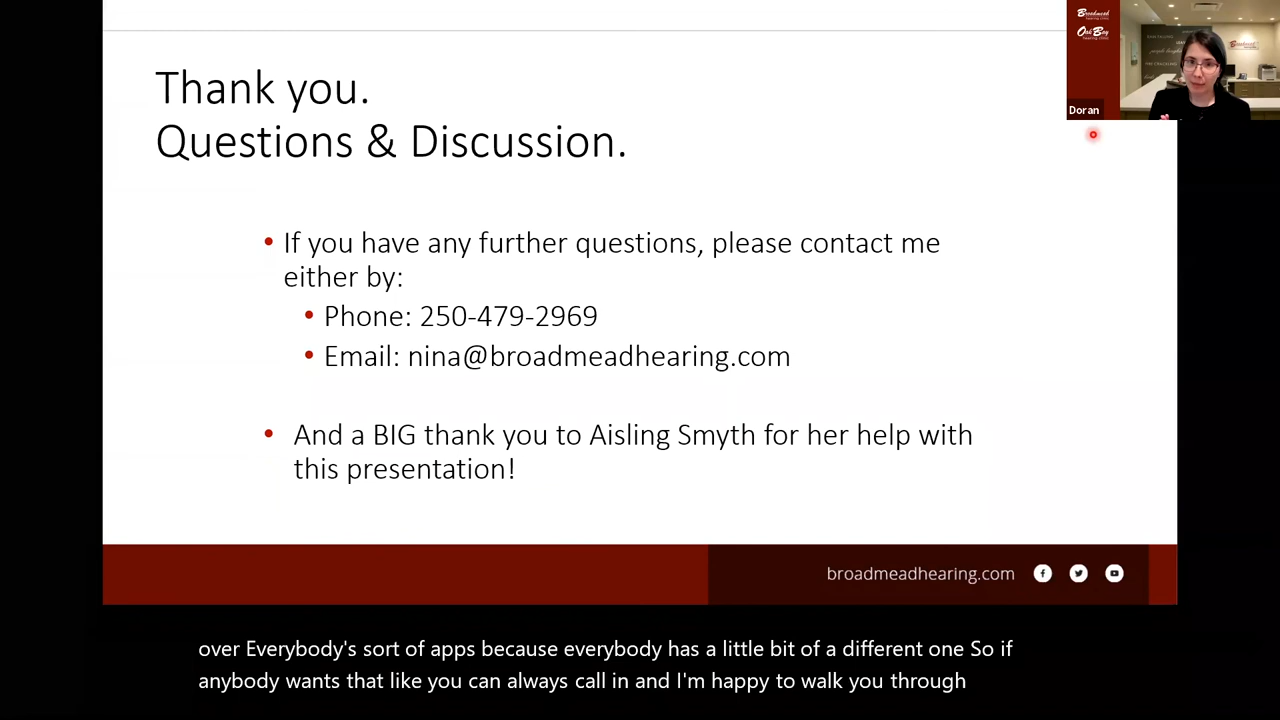 Thank you.
Questions & Discussion.
• If you have any further questions, please contact me
either by:
• Phone: 250-479-2969
• Email: nina@broadmeadhearing.com
• And a BIG thank you to Aisling Smyth for her help with
this presentation!
broadmeadhearing.com
Broadmead
Oak Bay
Doran
over Everybody's sort of apps because everybody has a little bit of a different one So if
anybody wants that like you can always call in and I'm happy to walk you through